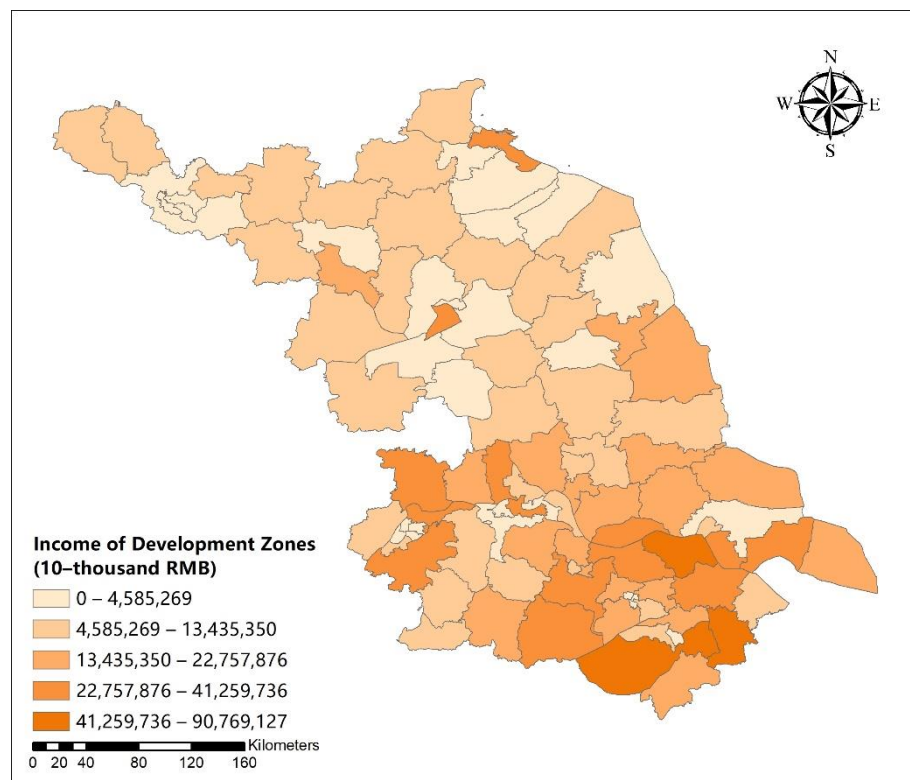 N
W E
S
Income of Development Zones
(10–thousand RMB)
0 – 4,585,269
4,585,269 – 13,435,350
13,435,350 – 22,757,876
22,757,876 – 41,259,736
41,259,736 – 90,769,127
Kilometers
0 20 40 80 120 160